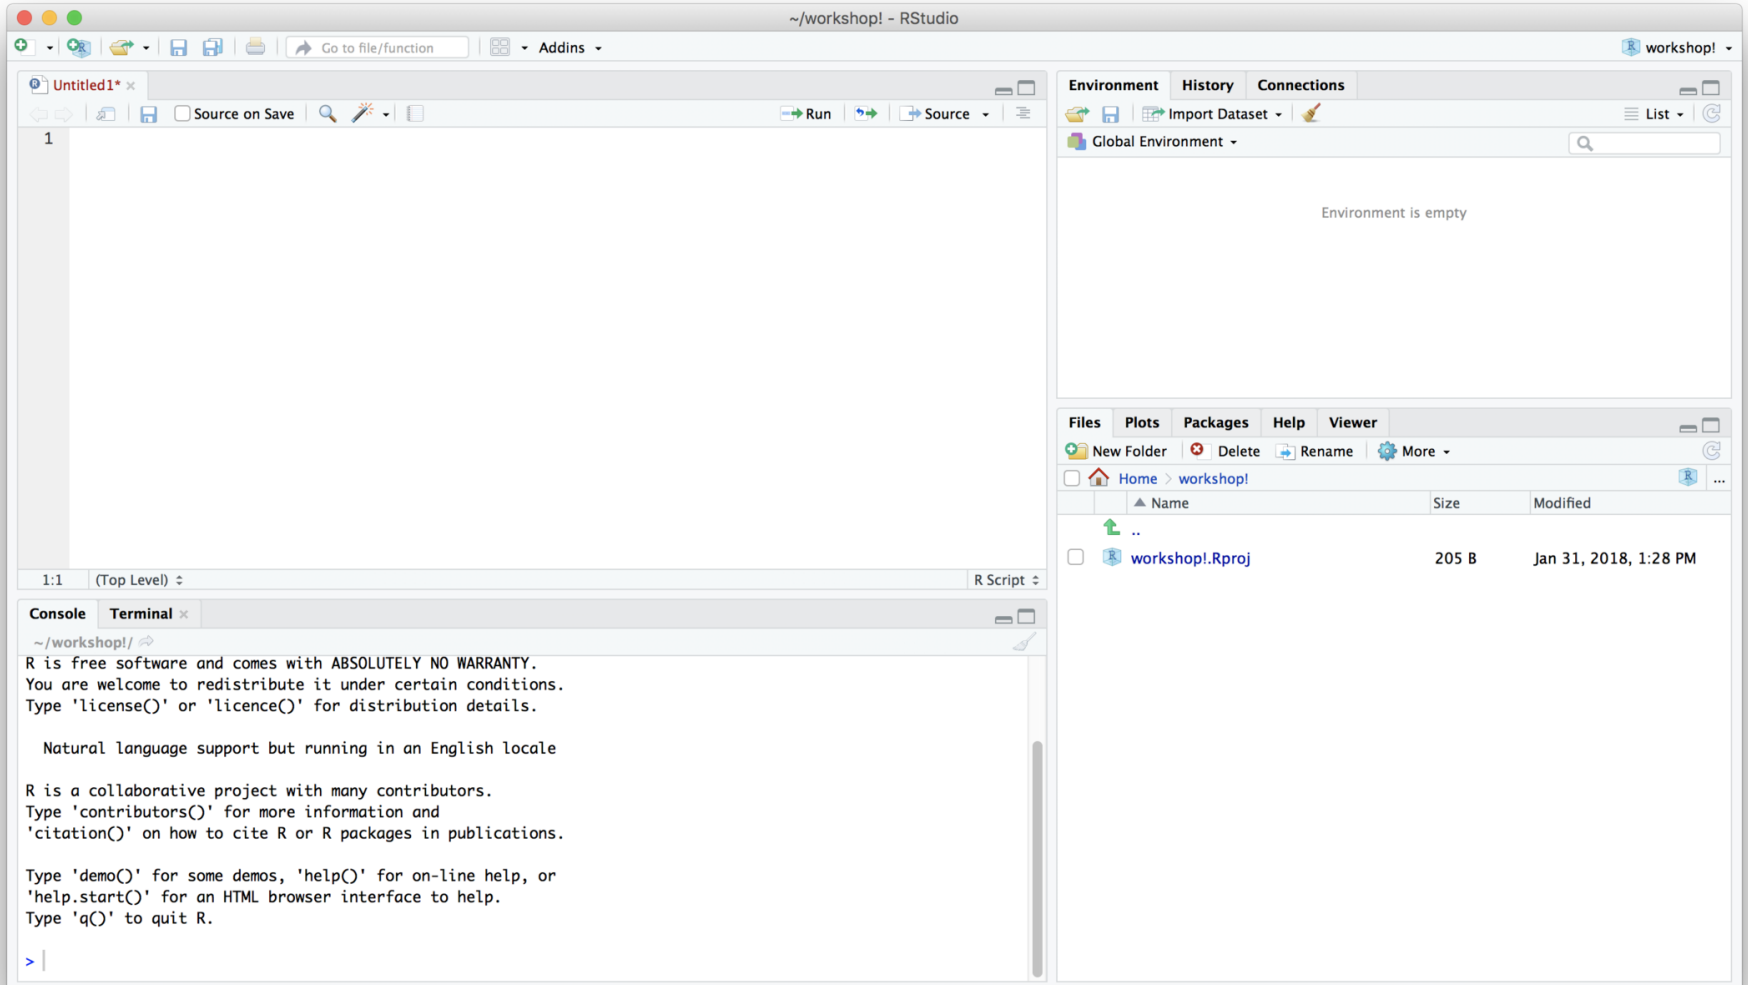 ~/workshop! - RStudio
Go to file/function
Addins
workshop!
Untitled1*
Source on Save
Run
Source
1
1:1
(Top Level)
R Script
Console
Terminal
~/workshop!/
R is free software and comes with ABSOLUTELY NO WARRANTY.
You are welcome to redistribute it under certain conditions.
Type 'license()' or 'licence()' for distribution details.
Natural language support but running in an English locale
R is a collaborative project with many contributors.
Type 'contributors()' for more information and
'citation()' on how to cite R or R packages in publications.
Type 'demo()' for some demos, 'help()' for on-line help, or
'help.start()' for an HTML browser interface to help.
Type 'q()' to quit R.
>
Environment
History
Connections
Import Dataset
List
Global Environment
Environment is empty
Files
Plots
Packages
Help
Viewer
New Folder
Delete
Rename
More
Home
workshop!
...
Name
Size
Modified
..
workshop!.Rproj
205 B
Jan 31, 2018, 1:28 PM